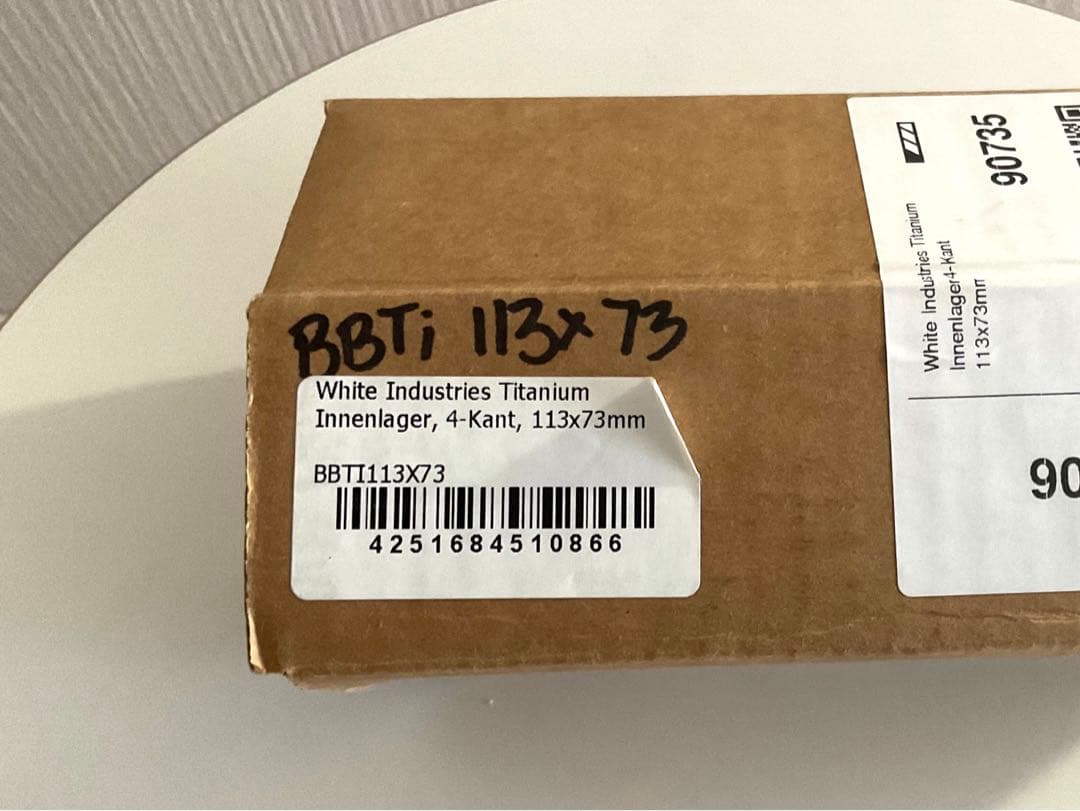 BBTi 113x73
White Industries Titanium
Innenlager, 4-Kant, 113x73mm
BBTI113X73
4251684510866
White Industries Titanium
Innenlager4-Kant
113x73mm
90735
90